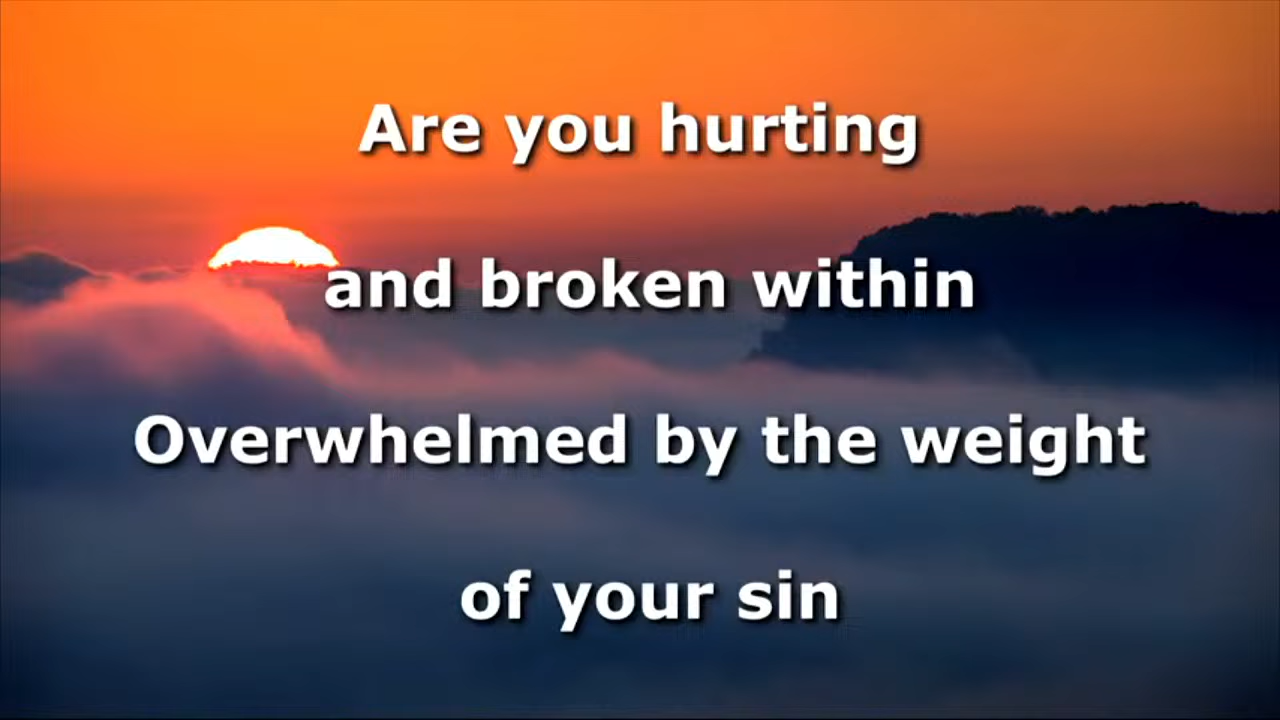 Are you hurting
and broken within
Overwhelmed by the weight
of your sin